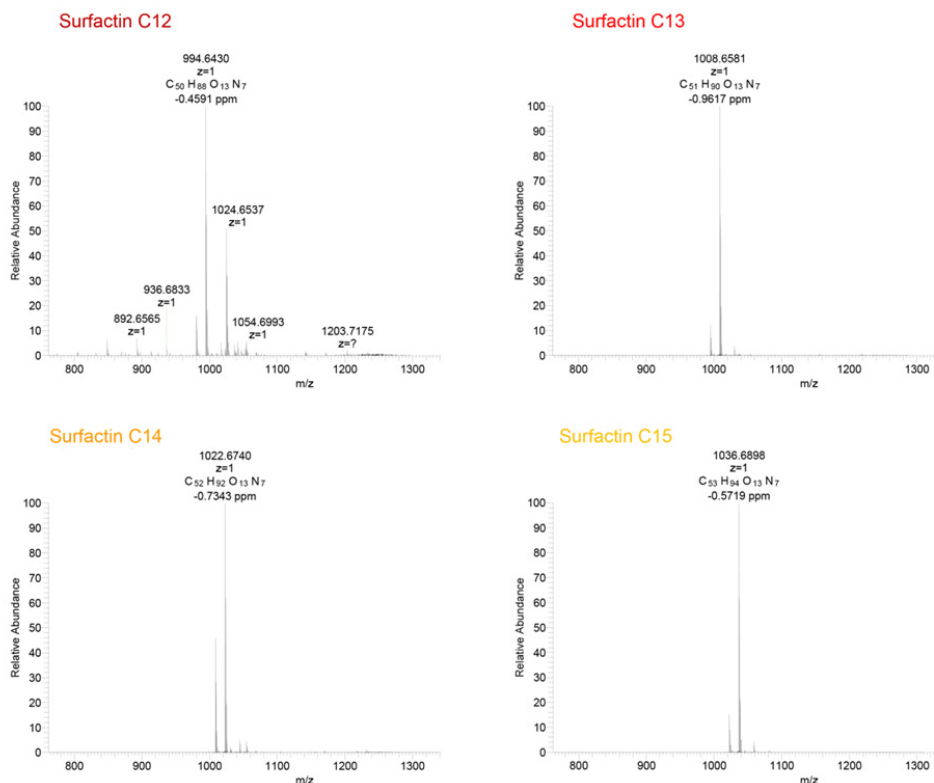 Surfactin C12
994.6430
z=1
C50 H88 O13 N7
-0.4591 ppm
1024.6537
z=1
936.6833
z=1
892.6565
z=1
1054.6993
z=1
1203.7175
z=?
Relative Abundance
100
90
80
70
60
50
40
30
20
10
0
800 900 1000 1100 1200 1300
m/z
Surfactin C13
1008.6581
z=1
C51 H90 O13 N7
-0.9617 ppm
Relative Abundance
100
90
80
70
60
50
40
30
20
10
0
800 900 1000 1100 1200 1300
m/z
Surfactin C14
1022.6740
z=1
C52 H92 O13 N7
-0.7343 ppm
Relative Abundance
100
90
80
70
60
50
40
30
20
10
0
800 900 1000 1100 1200 1300
m/z
Surfactin C15
1036.6898
z=1
C53 H94 O13 N7
-0.5719 ppm
Relative Abundance
100
90
80
70
60
50
40
30
20
10
0
800 900 1000 1100 1200 1300
m/z